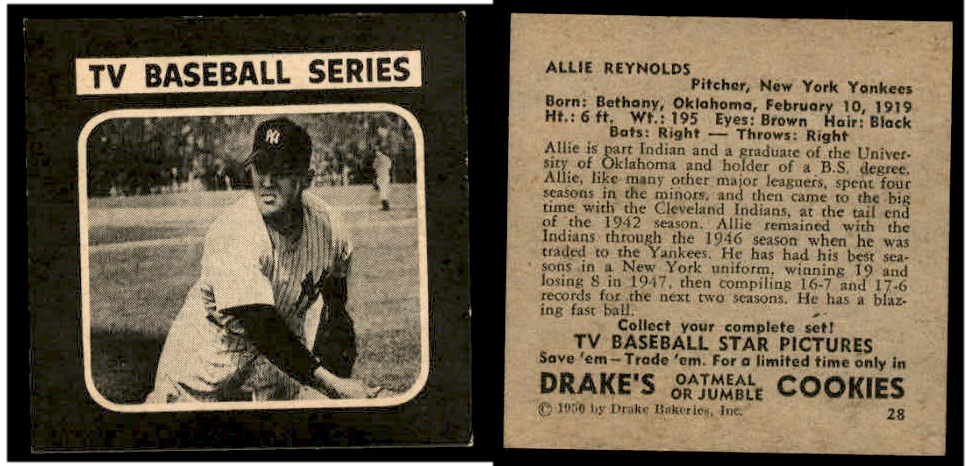 TV BASEBALL SERIES
NY
ALLIE REYNOLDS
Pitcher, New York Yankees
Born: Bethany, Oklahoma, February 10, 1919
Ht.: 6 ft. Wt.: 195 Eyes: Brown Hair: Black
Bats: Right — Throws: Right
Allie is part Indian and a graduate of the Univer-
sity of Oklahoma and holder of a B.S. degree.
Allie, like many other major leaguers, spent four
seasons in the minors, and then came to the big
time with the Cleveland Indians, at the tail end
of the 1942 season. Allie remained with the
Indians through the 1946 season when he was
traded to the Yankees. He has had his best sea-
sons in a New York uniform, winning 19 and
losing 8 in 1947, then compiling 16-7 and 17-6
records for the next two seasons. He has a blaz-
ing fast ball.
Collect your complete set!
TV BASEBALL STAR PICTURES
Save 'em — Trade 'em. For a limited time only in
DRAKE'S OATMEAL OR JUMBLE COOKIES
© 1950 by Drake Bakeries, Inc.
28